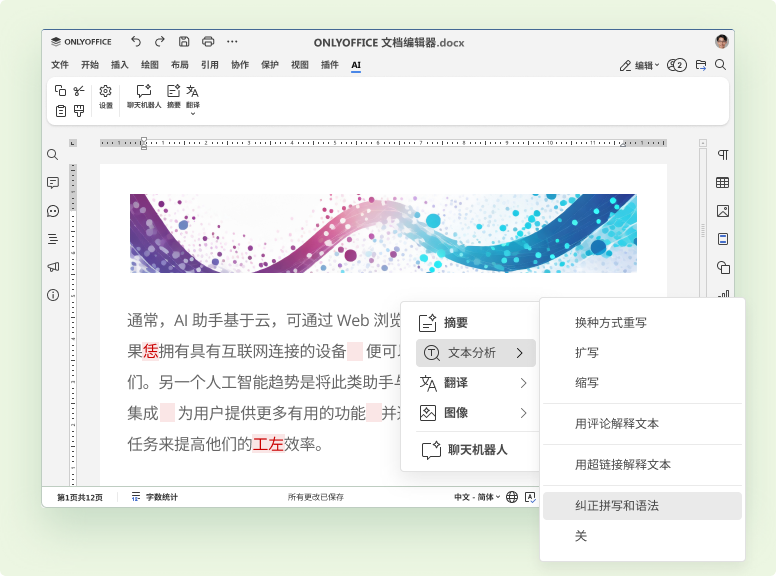 ONLYOFFICE
ONLYOFFICE 文档编辑器.docx
文件 开始 插入 绘图 布局 引用 协作 保护 视图 插件 AI
编辑 2
设置 聊天机器人 摘要 翻译
通常，AI 助手基于云，可通过 Web 浏览
果恁拥有具有互联网连接的设备 便可以
们。另一个人工智能趋势是将此类助手与
集成 为用户提供更多有用的功能 并
任务来提高他们的工左效率。
摘要
文本分析
翻译
图像
聊天机器人
换种方式重写
扩写
缩写
用评论解释文本
用超链接解释文本
纠正拼写和语法
关
第1页共12页 字数统计 所有更改已保存 中文 - 简体